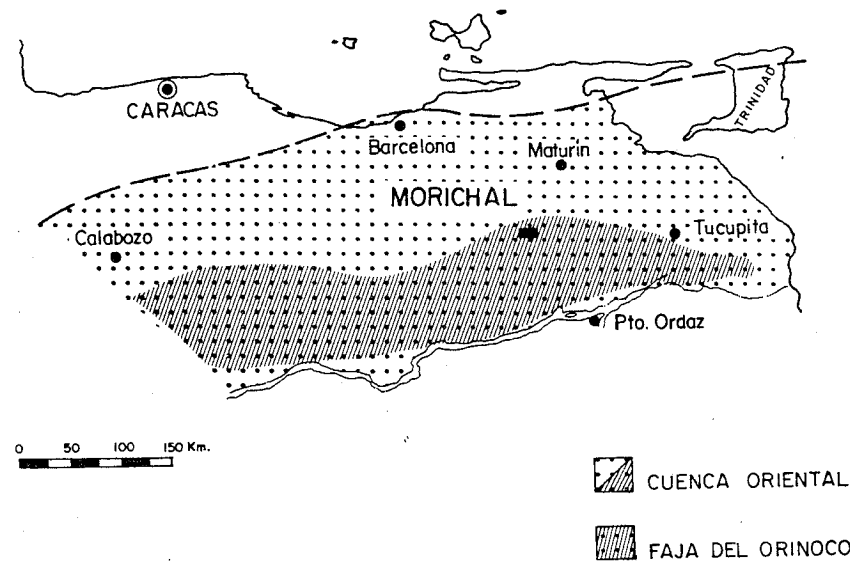 CARACAS
TRINIDAD
Barcelona
Maturín
MORICHAL
Calabozo
Tucupita
Pto. Ordaz
0 50 100 150 Km.
CUENCA ORIENTAL
FAJA DEL ORINOCO